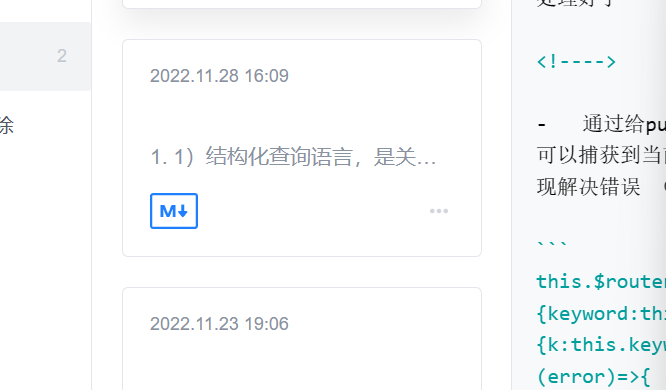 2
除
2022.11.28 16:09
1. 1）结构化查询语言，是关...
M
•••
2022.11.23 19:06
处理好了
<!---->
- 通过给pu
可以捕获到当前
现解决错误
```
this.$router
{keyword:thi
{k:this.keyw
(error)=>{